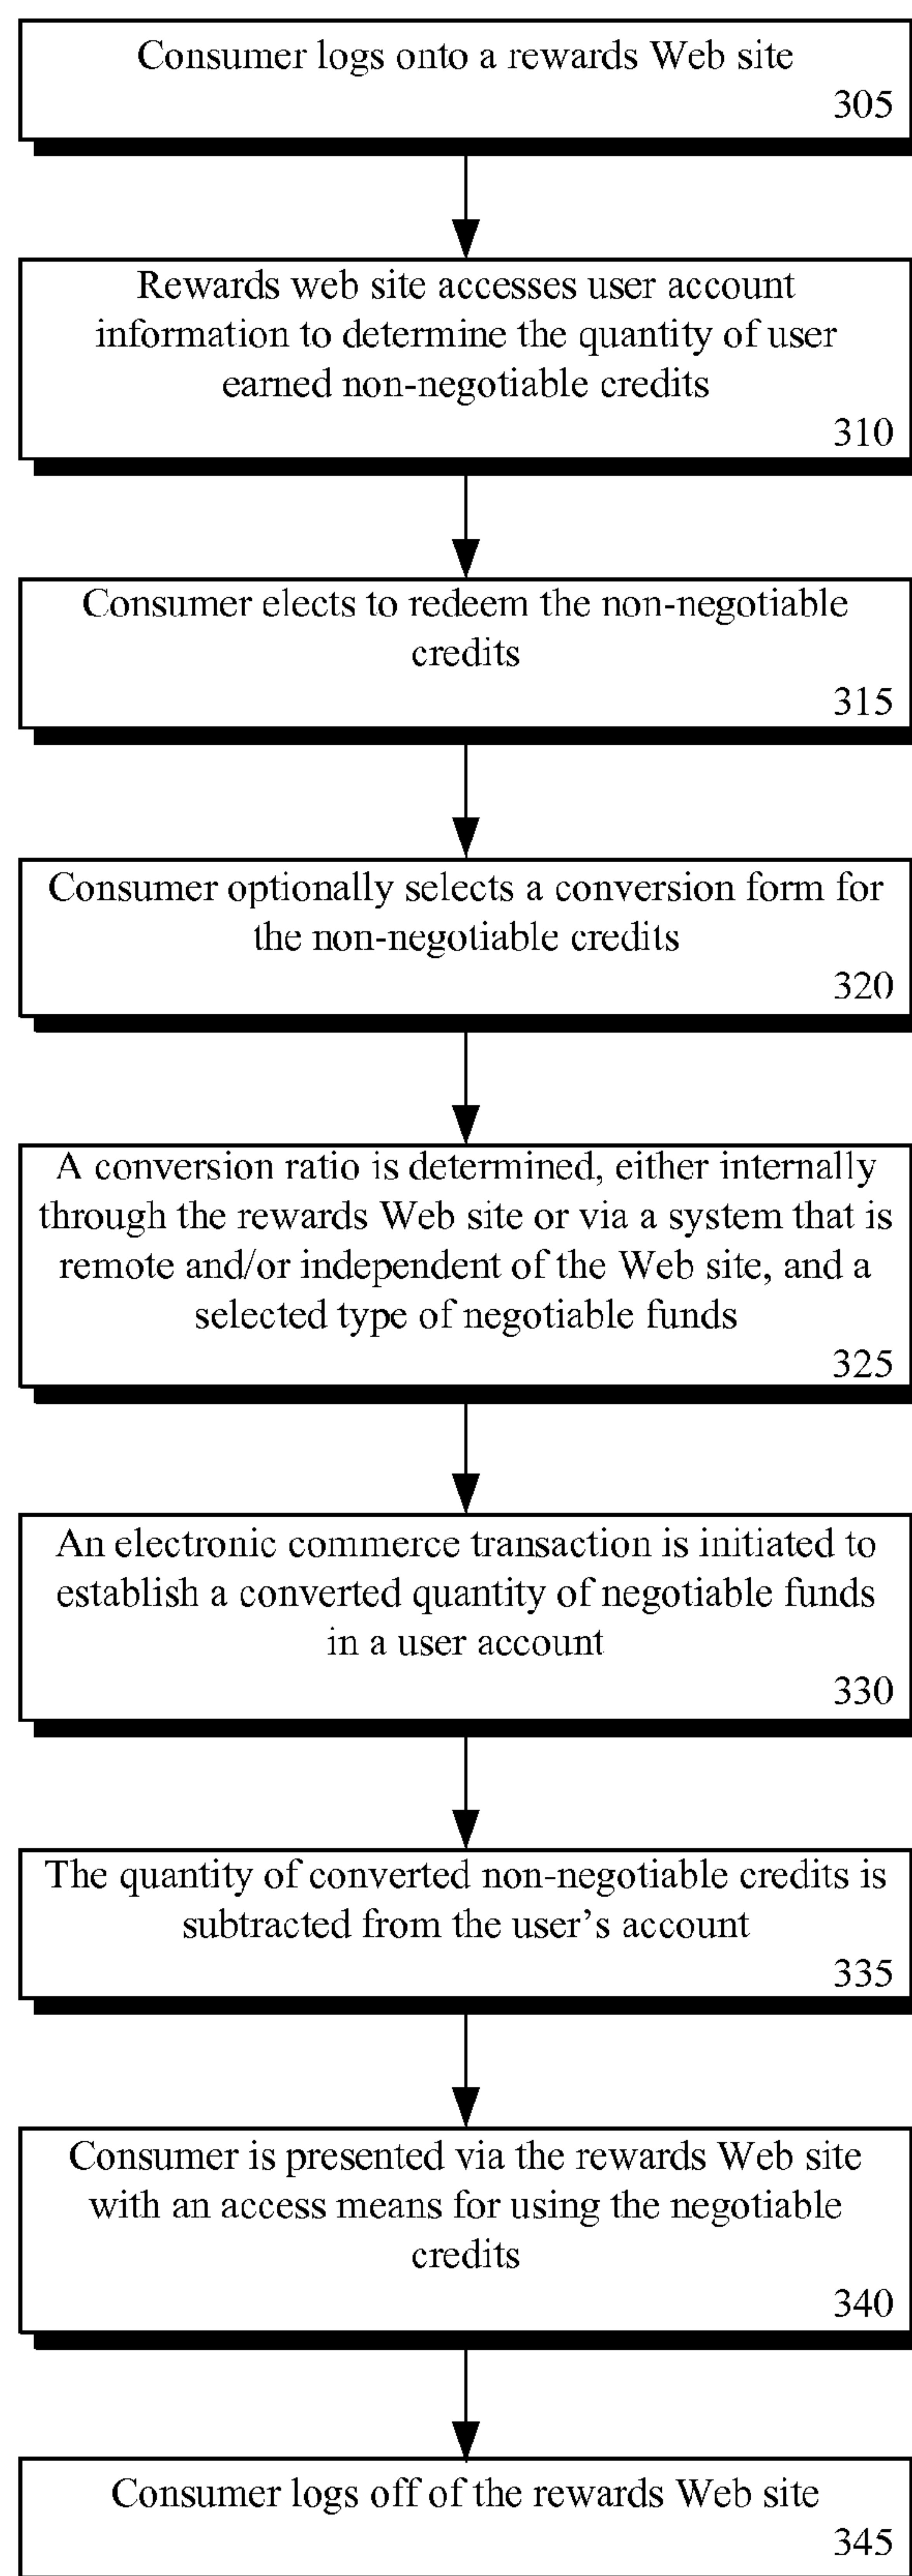 Consumer logs onto a rewards Web site
305
Rewards web site accesses user account
information to determine the quantity of user
earned non-negotiable credits
310
Consumer elects to redeem the non-negotiable
credits
315
Consumer optionally selects a conversion form for
the non-negotiable credits
320
A conversion ratio is determined, either internally
through the rewards Web site or via a system that is
remote and/or independent of the Web site, and a
selected type of negotiable funds
325
An electronic commerce transaction is initiated to
establish a converted quantity of negotiable funds
in a user account
330
The quantity of converted non-negotiable credits is
subtracted from the user’s account
335
Consumer is presented via the rewards Web site
with an access means for using the negotiable
credits
340
Consumer logs off of the rewards Web site
345